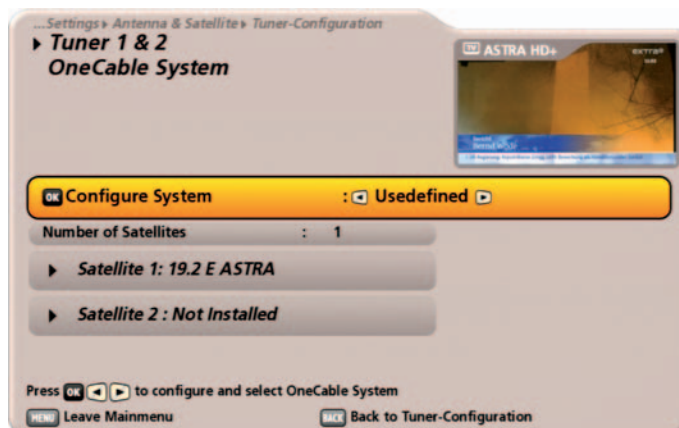 ...Settings Antenna & Satellite Tuner-Configuration
Tuner 1 & 2
OneCable System
TV ASTRA HD+
extra
OK Configure System : Usedefined
Number of Satellites : 1
Satellite 1: 19.2 E ASTRA
Satellite 2 : Not Installed
Press OK to configure and select OneCable System
MENU Leave Mainmenu
BACK Back to Tuner-Configuration